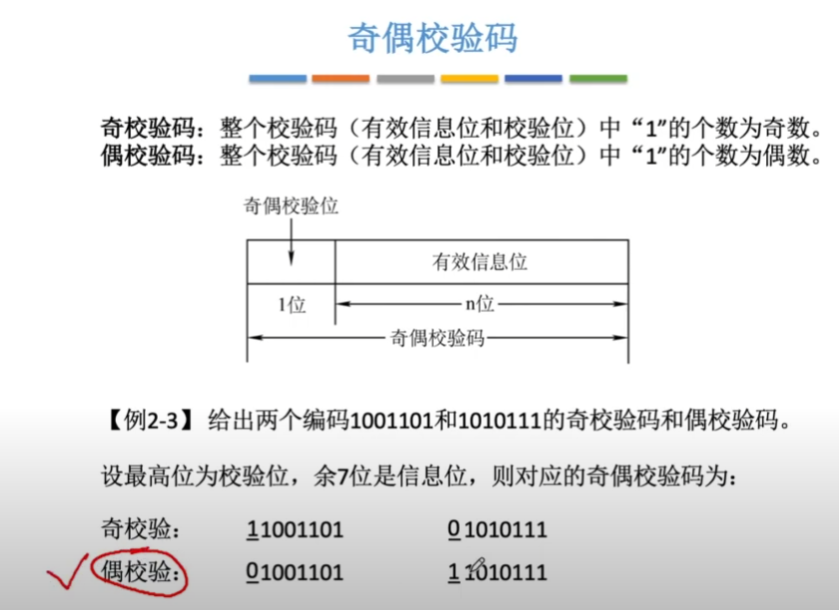 奇偶校验码
奇校验码：整个校验码（有效信息位和校验位）中“1”的个数为奇数。
偶校验码：整个校验码（有效信息位和校验位）中“1”的个数为偶数。
奇偶校验位
有效信息位
1位
n位
奇偶校验码
【例2-3】 给出两个编码1001101和1010111的奇校验码和偶校验码。
设最高位为校验位，余7位是信息位，则对应的奇偶校验码为：
奇校验： 11001101 01010111
偶校验： 01001101 11010111